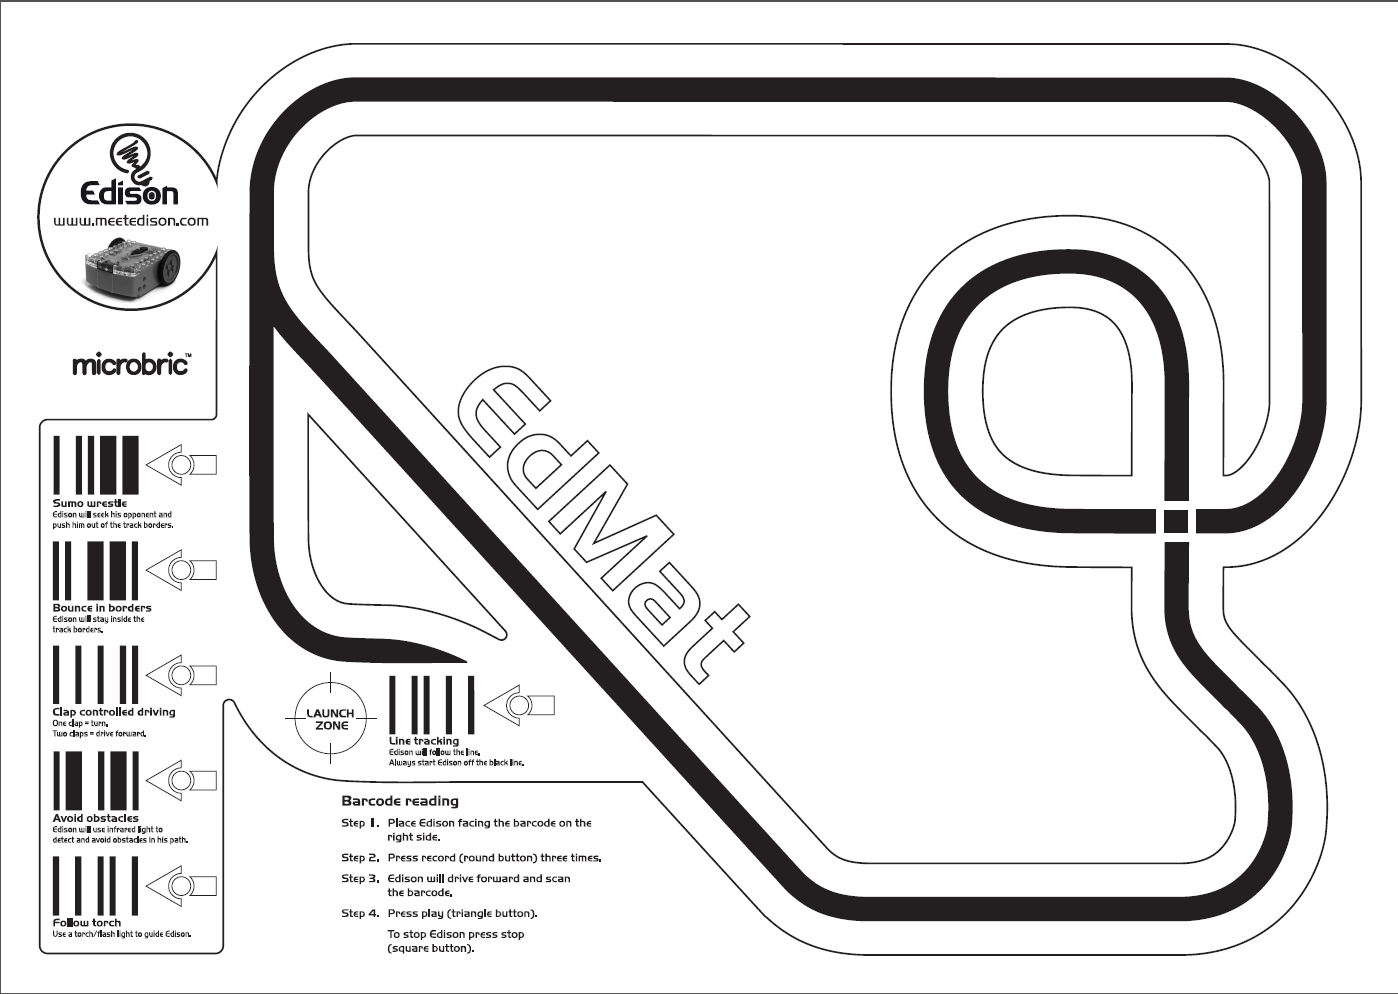 Edison
www.meetedison.com
microbric™
Sumo wrestle
Edison will seek his opponent and
push him out of the track borders.
Bounce in borders
Edison will stay inside the
track borders.
Clap controlled driving
One clap = turn.
Two claps = drive forward.
Avoid obstacles
Edison will use infrared light to
detect and avoid obstacles in his path.
Follow torch
Use a torch/flash light to guide Edison.
EdMat
LAUNCH
ZONE
Line tracking
Edison will follow the line.
Always start Edison off the black line.
Barcode reading
Step 1. Place Edison facing the barcode on the
right side.
Step 2. Press record (round button) three times.
Step 3. Edison will drive forward and scan
the barcode.
Step 4. Press play (triangle button).
To stop Edison press stop
(square button).